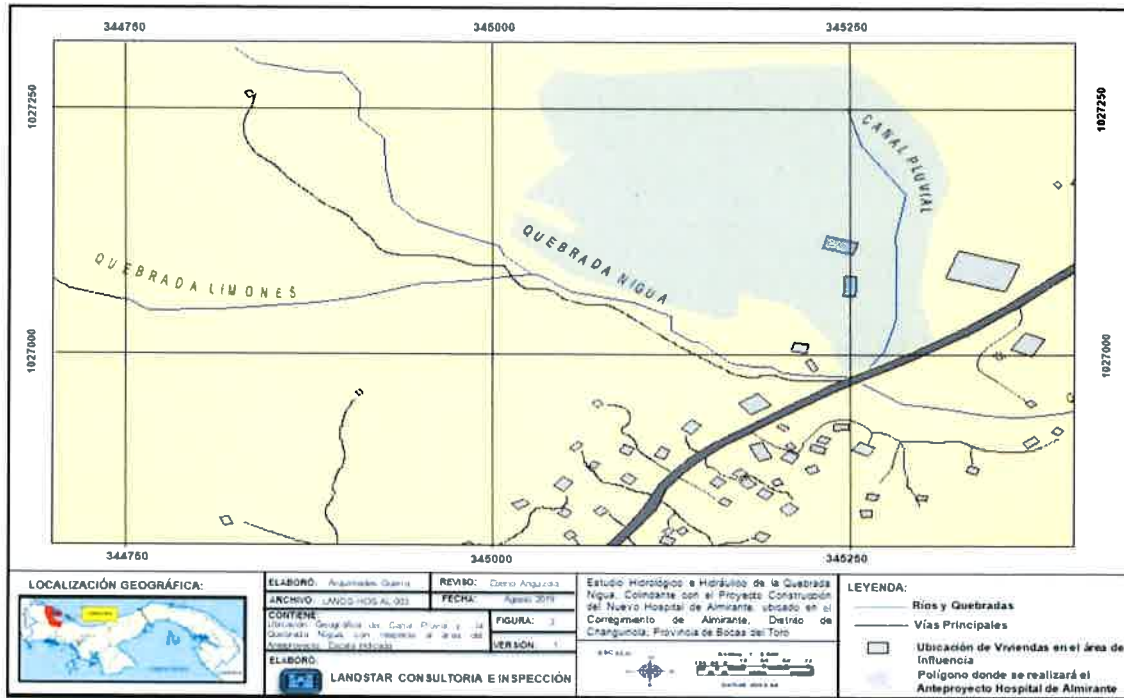 344750 345000 345250
1027250 1027250
CANAL PLUVIAL
QUEBRADA NIGUA
QUEBRADA LIMONES
1027000 1027000
344750 345000 345250
LOCALIZACIÓN GEOGRÁFICA:
ELABORÓ:
REVISO:
ARCHIVO:
FECHA: Agosto 2019
CONTIENE:
FIGURA: 3
VERSIÓN: 1
ELABORÓ:
LANDSTAR CONSULTORIA E INSPECCIÓN
Estudio Hidrológico e Hidráulico de la Quebrada
Nigua, Colindante con el Proyecto Construcción
del Nuevo Hospital de Almirante, ubicado en el
Corregimiento de Almirante, Distrito de
Changuinola, Provincia de Bocas del Toro
LEYENDA:
Ríos y Quebradas
Vías Principales
Ubicación de Viviendas en el área de
Influencia
Polígono donde se realizará el
Anteproyecto Hospital de Almirante